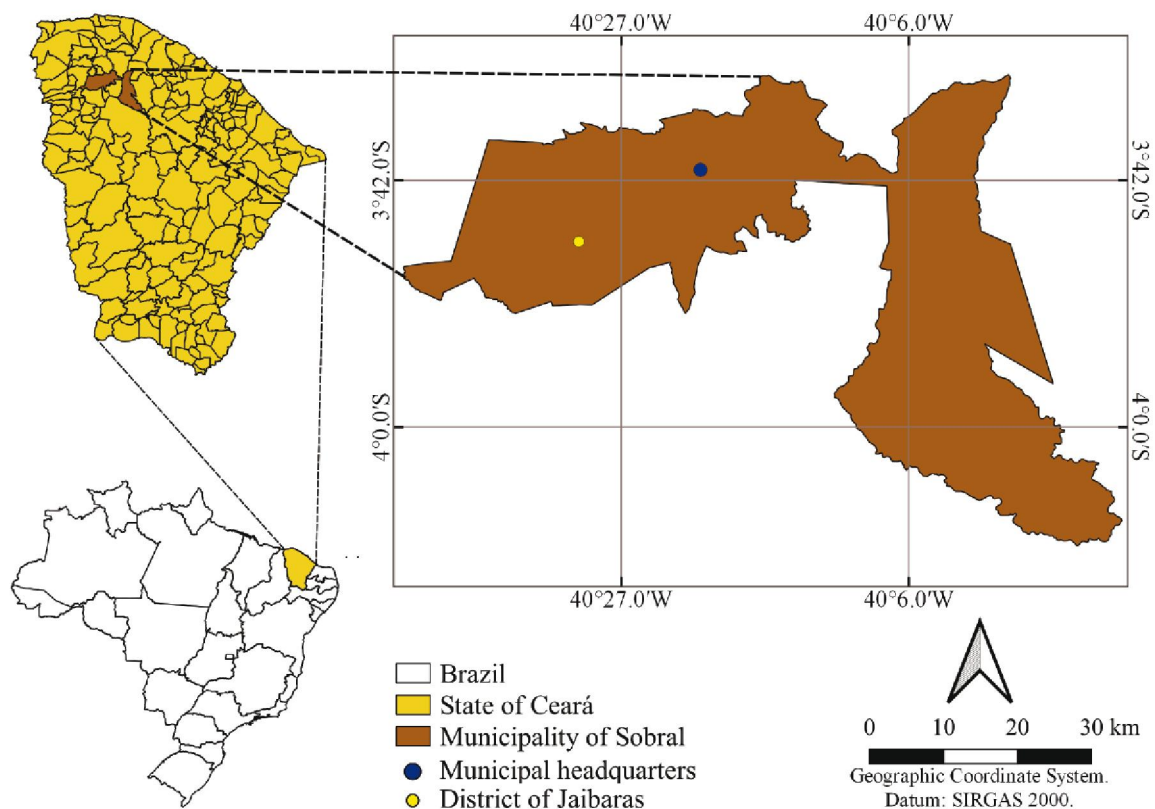 40°27.0'W
40°6.0'W
3°42.0'S
3°42.0'S
4°0.0'S
4°0.0'S
40°27.0'W
40°6.0'W
Brazil
State of Ceará
Municipality of Sobral
Municipal headquarters
District of Jaibaras
0 10 20 30 km
Geographic Coordinate System.
Datum: SIRGAS 2000.